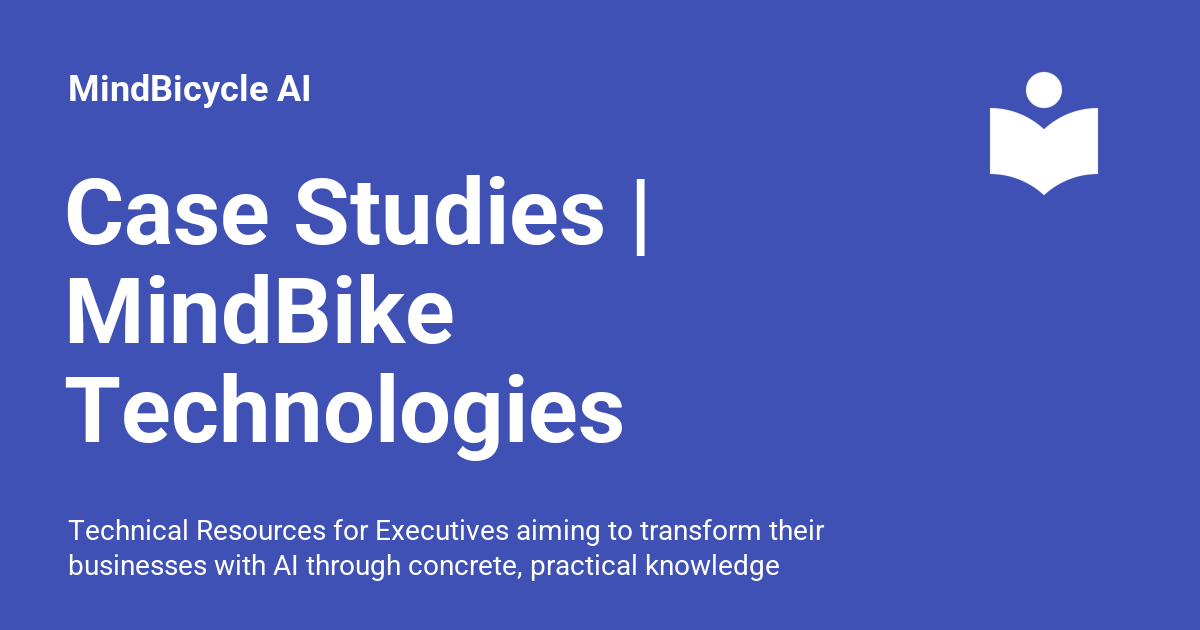 MindBicycle AI
Case Studies |
MindBike
Technologies
Technical Resources for Executives aiming to transform their
businesses with AI through concrete, practical knowledge